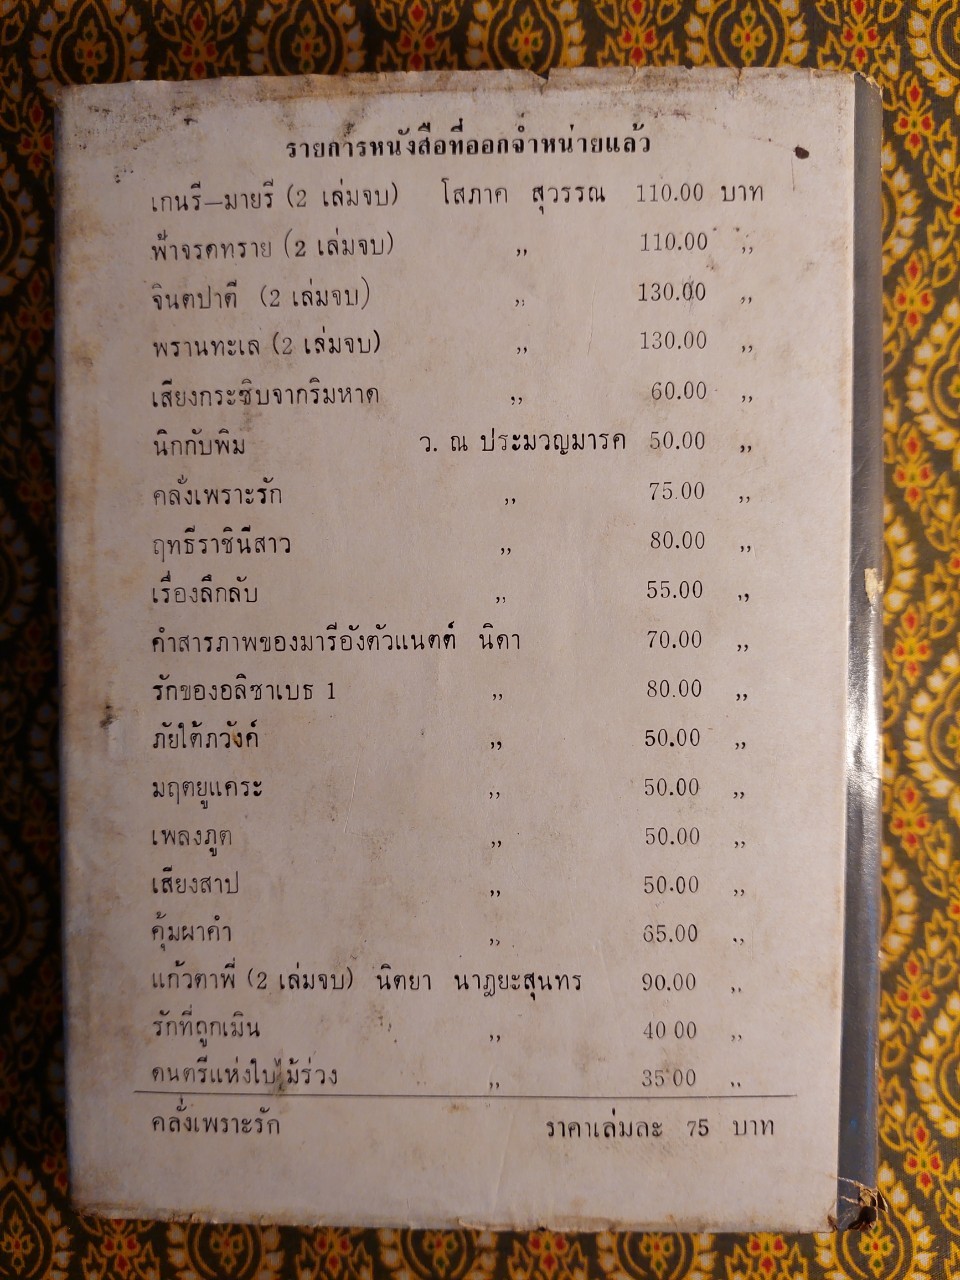 รายการหนังสือที่ออกจำหน่ายแล้ว
เกนรี—มายรี (2 เล่มจบ) โสภาค สุวรรณ 110.00 บาท
ฟ้าจรดทราย (2 เล่มจบ) ,, 110.00 ,,
จินตปาตี (2 เล่มจบ) ,, 130.00 ,,
พรานทะเล (2 เล่มจบ) ,, 130.00 ,,
เสียงกระซิบจากริมหาด ,, 60.00 ,,
นิกกับพิม ว. ณ ประมวญมารค 50.00 ,,
คลั่งเพราะรัก ,, 75.00 ,,
ฤทธีราชินีสาว ,, 80.00 ,,
เรื่องลึกลับ ,, 55.00 ,,
คำสารภาพของมารีอังตัวแนตต์ นิดา 70.00 ,,
รักของอลิซาเบธ 1 ,, 80.00 ,,
ภัยใต้ภวังค์ ,, 50.00 ,,
มฤตยูแคระ ,, 50.00 ,,
เพลงภูต ,, 50.00 ,,
เสียงสาป ,, 50.00 ,,
คุ้มผาคำ ,, 65.00 ,,
แก้วตาพี่ (2 เล่มจบ) นิตยา นาฏยะสุนทร 90.00 ,,
รักที่ถูกเมิน ,, 40 00 ,,
ดนตรีแห่งใบไม้ร่วง ,, 35 00 ,,
คลั่งเพราะรัก ราคาเล่มละ 75 บาท